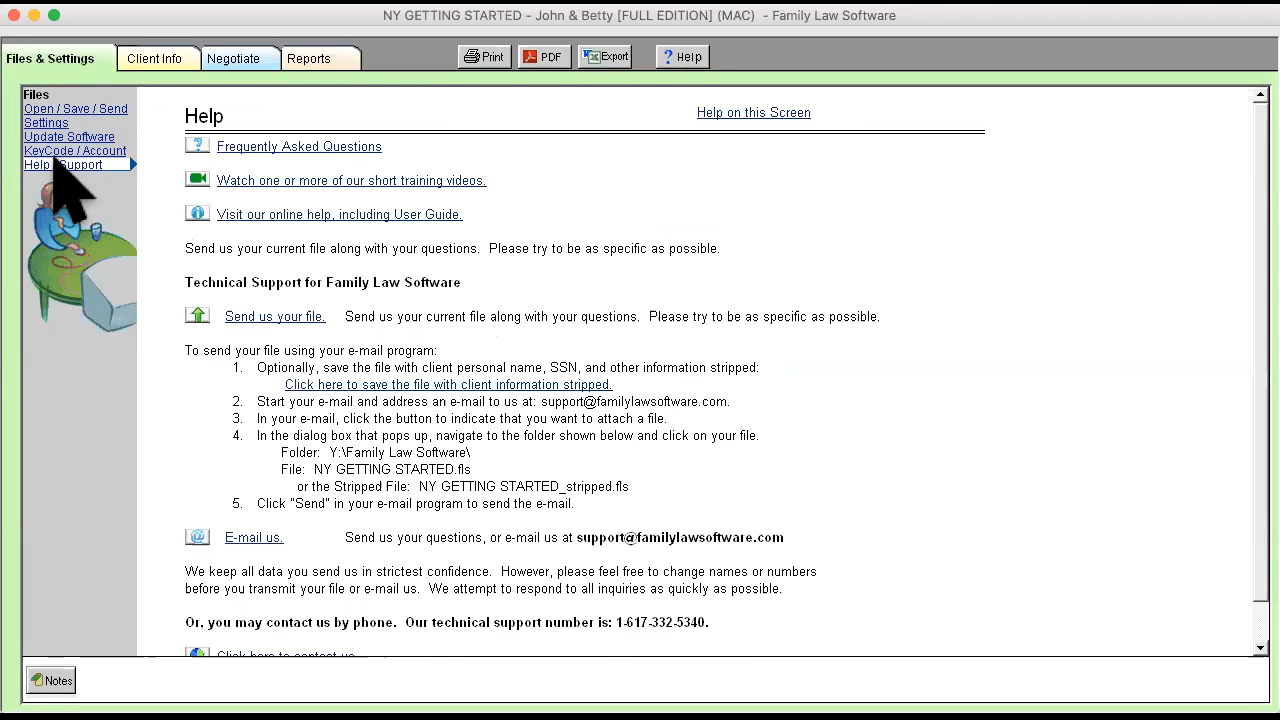 NY GETTING STARTED - John & Betty [FULL EDITION] (MAC) - Family Law Software
Files & Settings
Client Info
Negotiate
Reports
Print
PDF
Export
? Help
Files
Open / Save / Send
Settings
Update Software
KeyCode / Account
Help / Support
Help
Help on this Screen
Frequently Asked Questions
Watch one or more of our short training videos.
Visit our online help, including User Guide.
Send us your current file along with your questions. Please try to be as specific as possible.
Technical Support for Family Law Software
Send us your file. Send us your current file along with your questions. Please try to be as specific as possible.
To send your file using your e-mail program:
1. Optionally, save the file with client personal name, SSN, and other information stripped:
Click here to save the file with client information stripped.
2. Start your e-mail and address an e-mail to us at: support@familylawsoftware.com.
3. In your e-mail, click the button to indicate that you want to attach a file.
4. In the dialog box that pops up, navigate to the folder shown below and click on your file.
Folder: Y:\Family Law Software\
File: NY GETTING STARTED.fls
or the Stripped File: NY GETTING STARTED_stripped.fls
5. Click "Send" in your e-mail program to send the e-mail.
E-mail us. Send us your questions, or e-mail us at support@familylawsoftware.com
We keep all data you send us in strictest confidence. However, please feel free to change names or numbers
before you transmit your file or e-mail us. We attempt to respond to all inquiries as quickly as possible.
Or, you may contact us by phone. Our technical support number is: 1-617-332-5340.
Click here to contact us
Notes